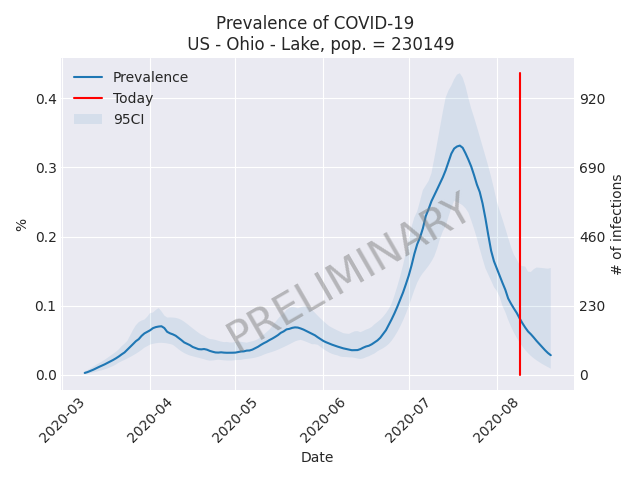 Prevalence of COVID-19
US - Ohio - Lake, pop. = 230149
Prevalence
Today
95CI
PRELIMINARY
%
0.4
0.3
0.2
0.1
0.0
920
690
460
230
0
# of infections
2020-03
2020-04
2020-05
2020-06
2020-07
2020-08
Date